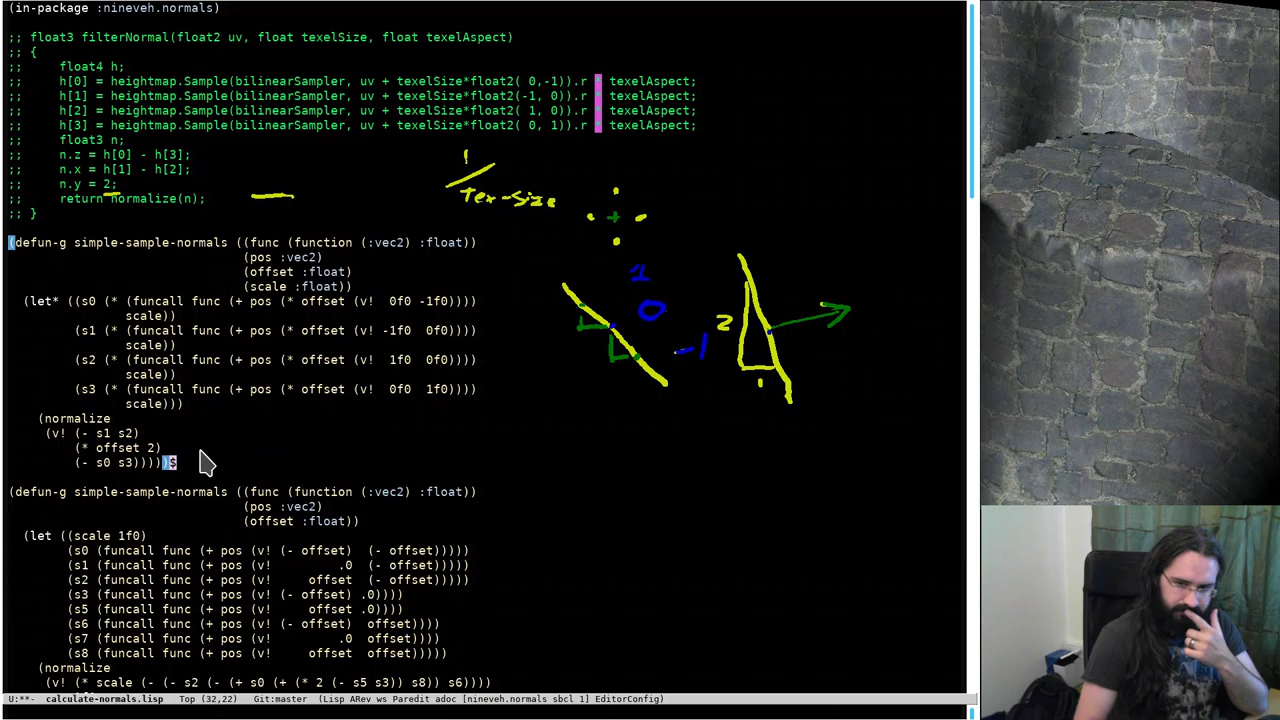 (in-package :nineveh.normals)
;; float3 filterNormal(float2 uv, float texelSize, float texelAspect)
;; {
;;     float4 h;
;;     h[0] = heightmap.Sample(bilinearSampler, uv + texelSize*float2( 0,-1)).r * texelAspect;
;;     h[1] = heightmap.Sample(bilinearSampler, uv + texelSize*float2(-1, 0)).r * texelAspect;
;;     h[2] = heightmap.Sample(bilinearSampler, uv + texelSize*float2( 1, 0)).r * texelAspect;
;;     h[3] = heightmap.Sample(bilinearSampler, uv + texelSize*float2( 0, 1)).r * texelAspect;
;;     float3 n;
;;     n.z = h[0] - h[3];
;;     n.x = h[1] - h[2];
;;     n.y = 2;
;;     return normalize(n);
;; }
1
/
Tex-Size
(defun-g simple-sample-normals ((func (function (:vec2) :float))
                                (pos :vec2)
                                (offset :float)
                                (scale :float))
  (let* ((s0 (* (funcall func (+ pos (* offset (v!  0f0 -1f0))))
                scale))
         (s1 (* (funcall func (+ pos (* offset (v! -1f0  0f0))))
                scale))
         (s2 (* (funcall func (+ pos (* offset (v!  1f0  0f0))))
                scale))
         (s3 (* (funcall func (+ pos (* offset (v!  0f0  1f0))))
                scale)))
    (normalize
     (v! (- s1 s2)
         (* offset 2)
         (- s0 s3)))))$
1
0
-1
2
1
(defun-g simple-sample-normals ((func (function (:vec2) :float))
                                (pos :vec2)
                                (offset :float))
  (let ((scale 1f0)
        (s0 (funcall func (+ pos (v! (- offset)  (- offset)))))
        (s1 (funcall func (+ pos (v!         .0  (- offset)))))
        (s2 (funcall func (+ pos (v!     offset  (- offset)))))
        (s3 (funcall func (+ pos (v! (- offset) .0))))
        (s5 (funcall func (+ pos (v!     offset .0))))
        (s6 (funcall func (+ pos (v! (- offset)  offset))))
        (s7 (funcall func (+ pos (v!         .0  offset))))
        (s8 (funcall func (+ pos (v!     offset  offset)))))
    (normalize
     (v! (* scale (- (- s2 (- (+ s0 (+ (* 2 (- s5 s3)) s8)) s6))))
U:**-  calculate-normals.lisp   Top (32,22)   Git:master  (Lisp ARev ws Paredit adoc [nineveh.normals sbcl 1] EditorConfig)